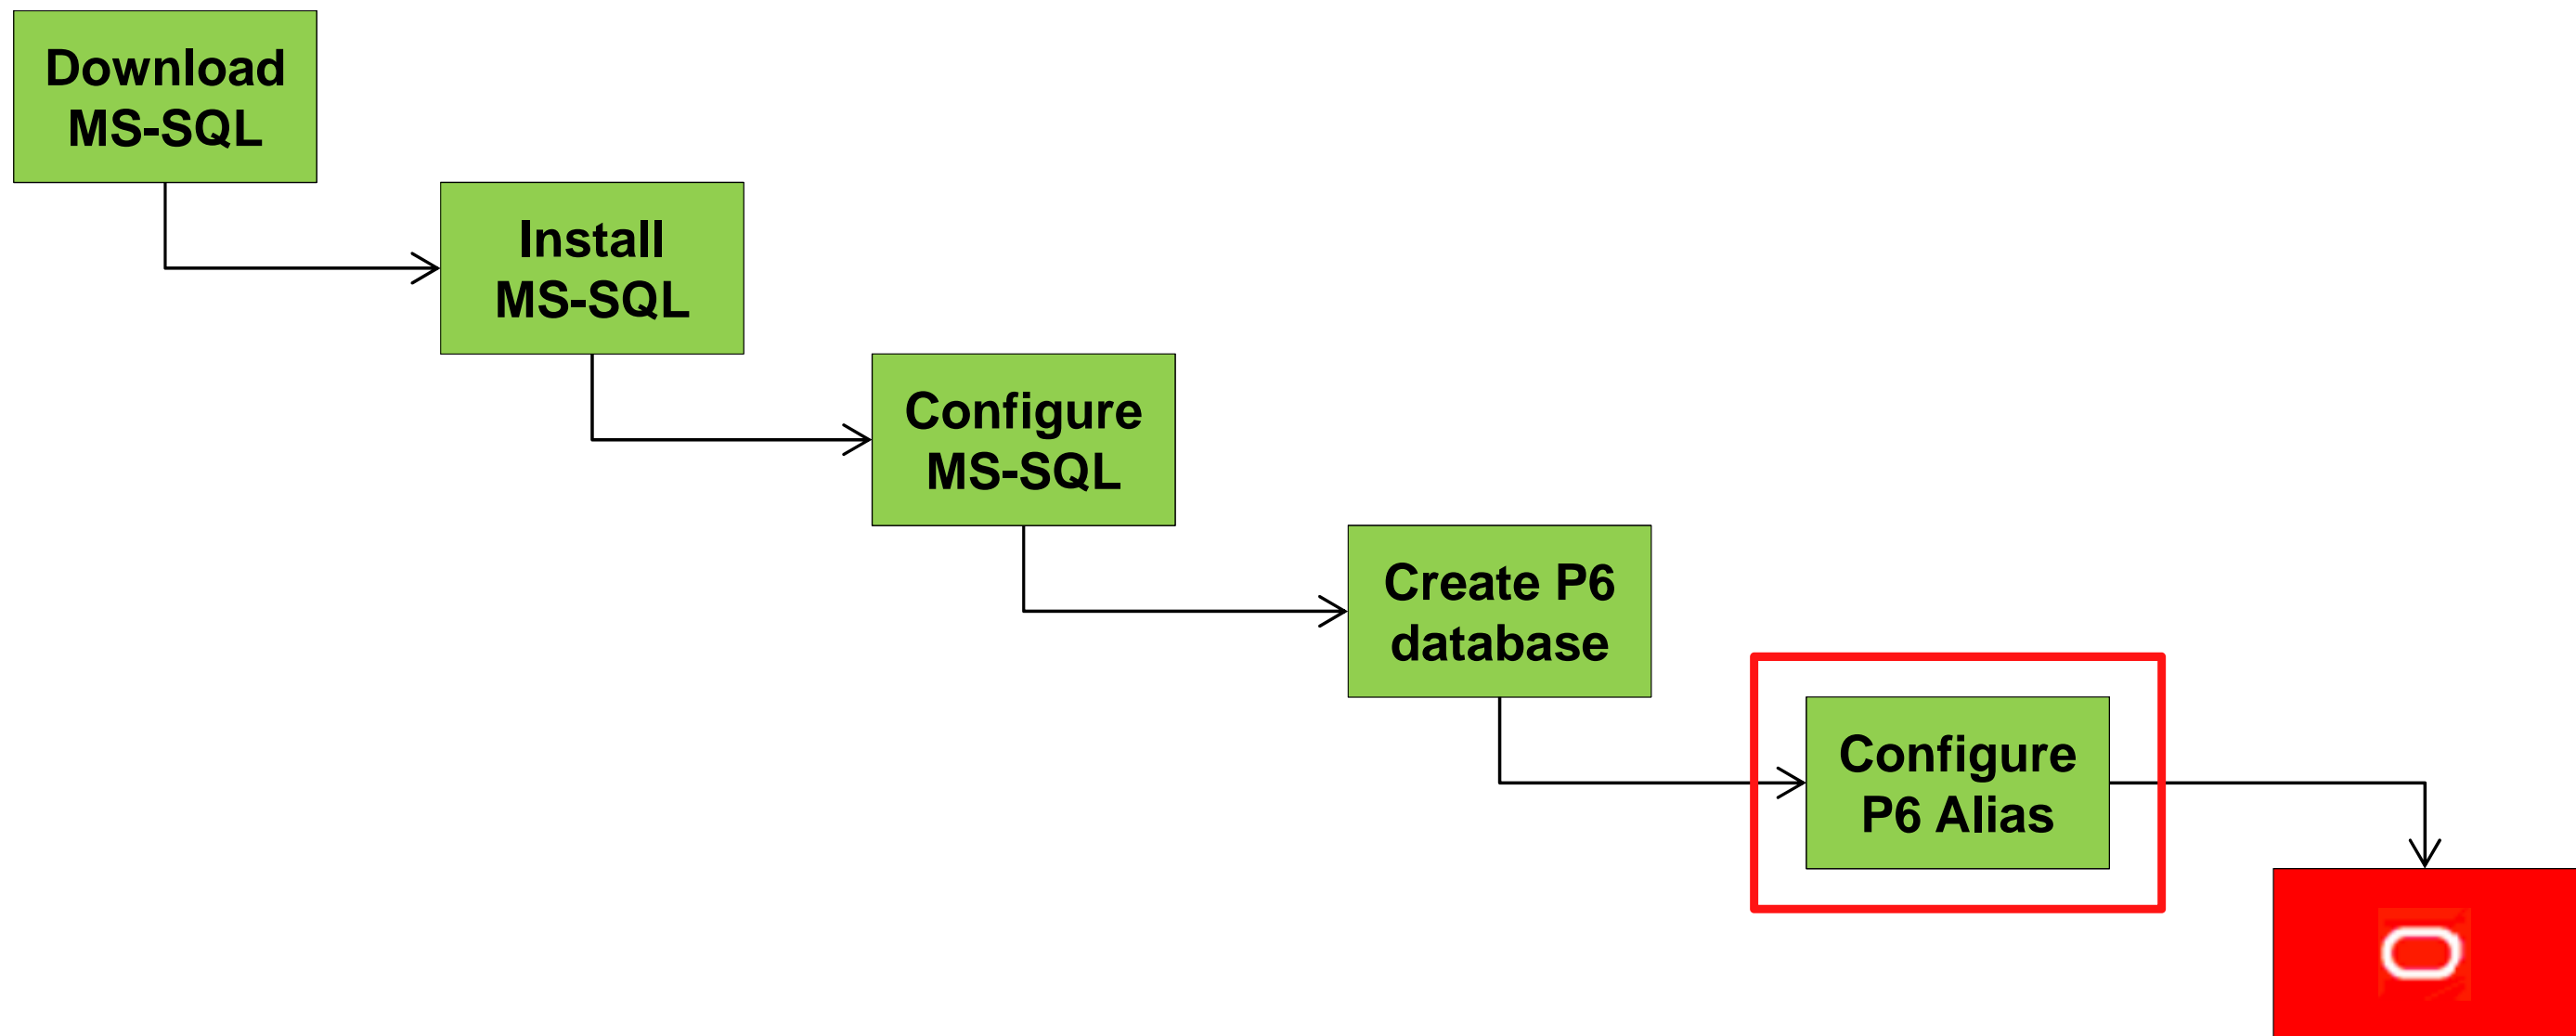 Download
MS-SQL
Install
MS-SQL
Configure
MS-SQL
Create P6
database
Configure
P6 Alias